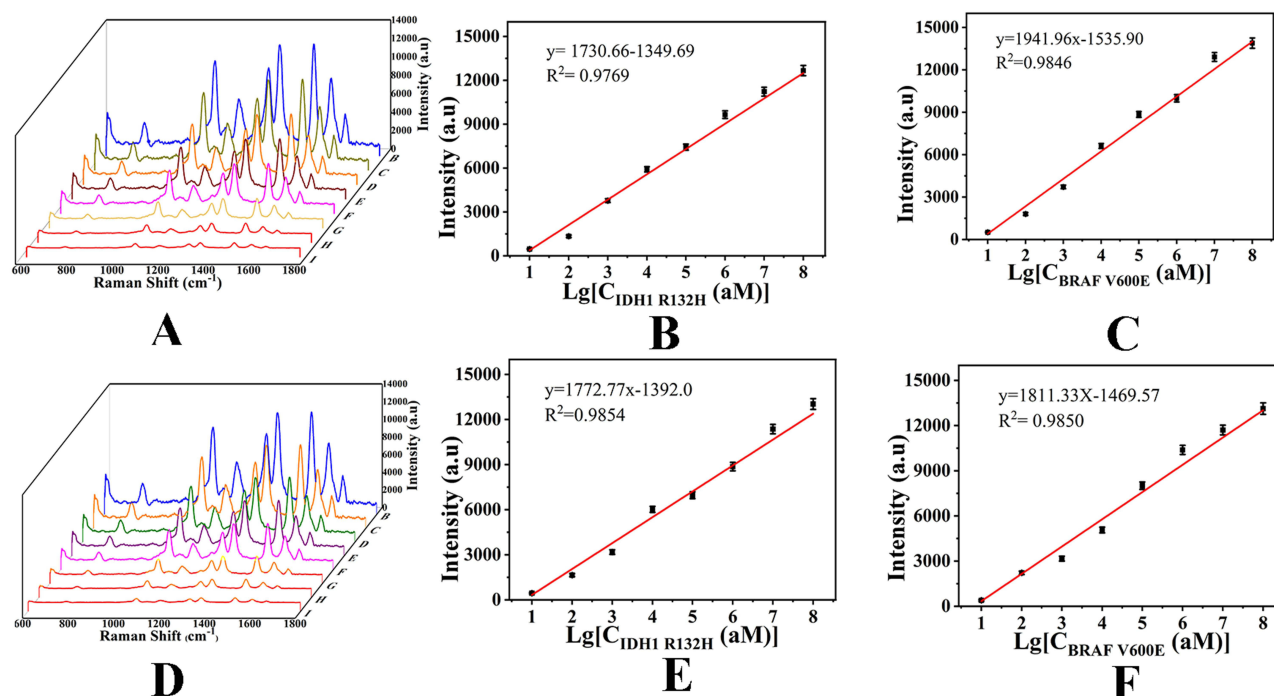 14000
12000
10000
8000
6000
4000
2000
0
Intensity (a.u)
B
C
D
E
F
G
H
I
600 800 1000 1200 1400 1600 1800
Raman Shift (cm-1)
A
15000
12000
9000
6000
3000
0
Intensity (a.u)
y= 1730.66-1349.69
R2= 0.9769
1 2 3 4 5 6 7 8
Lg[CIDH1 R132H (aM)]
B
15000
12000
9000
6000
3000
0
Intensity (a.u)
y=1941.96x-1535.90
R2=0.9846
1 2 3 4 5 6 7 8
Lg[CBRAF V600E (aM)]
C
14000
12000
10000
8000
6000
4000
2000
0
Intensity (a.u)
B
C
D
E
F
G
H
I
600 800 1000 1200 1400 1600 1800
Raman Shift (cm-1)
D
15000
12000
9000
6000
3000
0
Intensity (a.u)
y=1772.77x-1392.0
R2=0.9854
1 2 3 4 5 6 7 8
Lg[CIDH1 R132H (aM)]
E
15000
12000
9000
6000
3000
0
Intensity (a.u)
y=1811.33X-1469.57
R2=0.9850
1 2 3 4 5 6 7 8
Lg[CBRAF V600E (aM)]
F